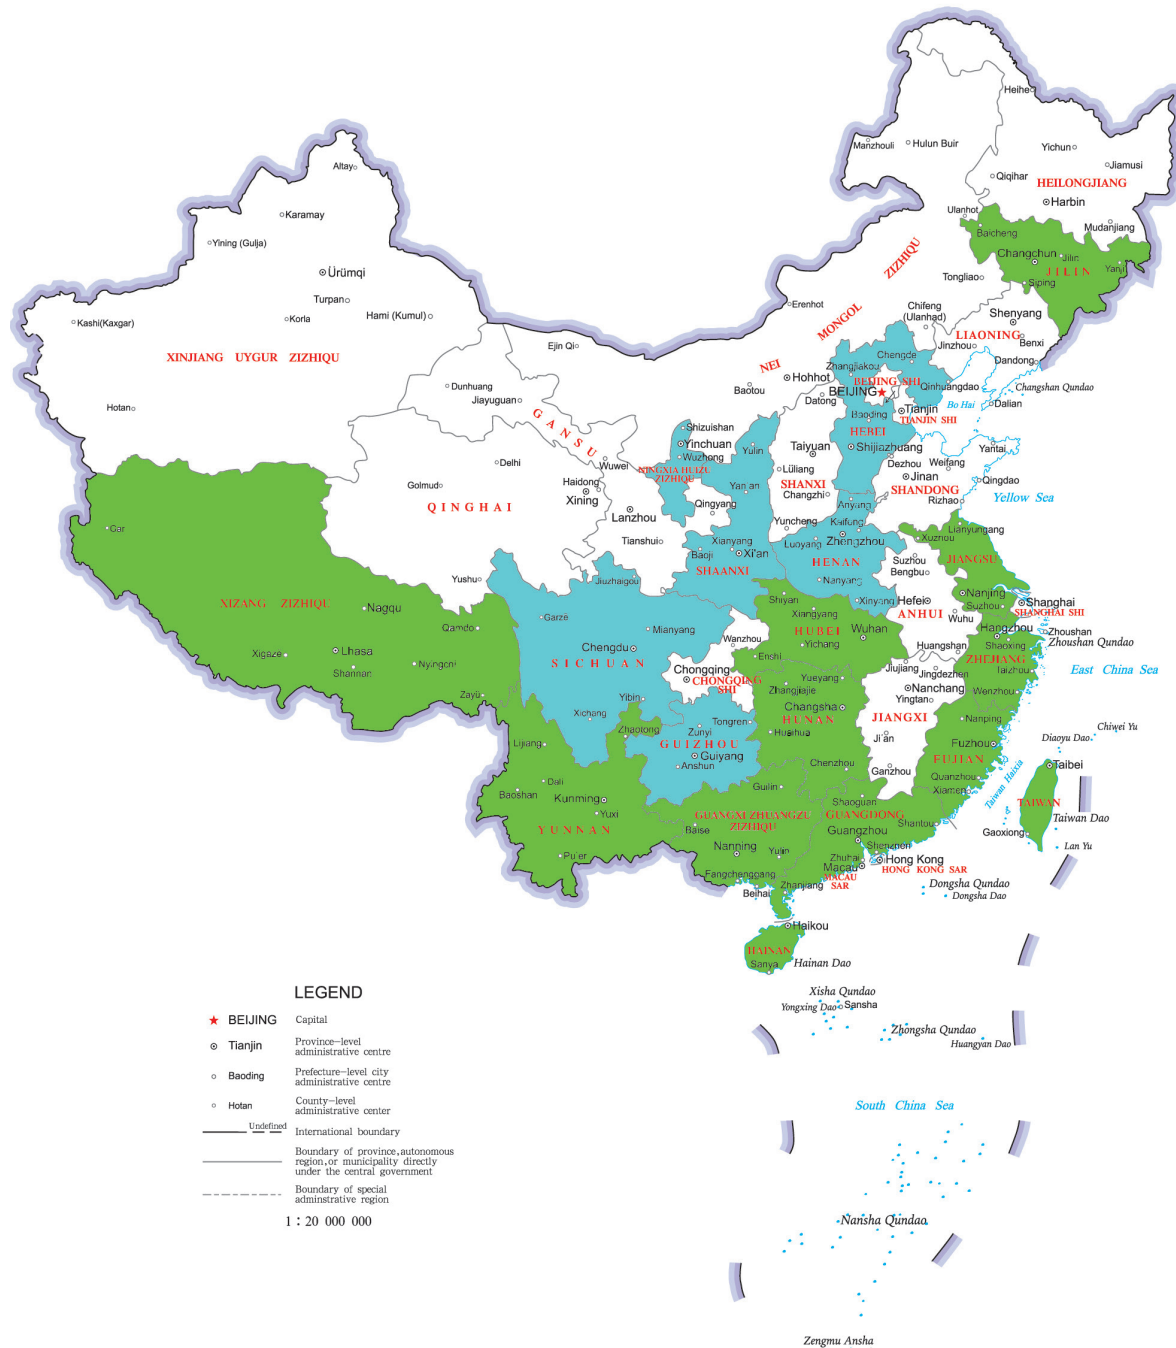 Heihe
Manzhouli
Hulun Buir
Yichun
Jiamusi
Qiqihar
HEILONGJIANG
Harbin
Altay
Ulanhot
Mudanjiang
Karamay
Baicheng
Yining (Gulja)
ZIZHIQU
Changchun
Jilin
Yanji
JILIN
Ürümqi
Tongliao
Siping
Turpan
Erenhot
Chifeng
(Ulanhad)
Shenyang
Kashi(Kaxgar)
Korla
Hami (Kumul)
MONGOL
LIAONING
Benxi
Ejin Qi
Jinzhou
XINJIANG UYGUR ZIZHIQU
Chengde
Dandong
NEI
Zhangjiakou
Hohhot
BEIJING SHI
Qinhuangdao
Changshan Qundao
Dunhuang
Baotou
BEIJING
Datong
Jiayuguan
Bo Hai
Dalian
Hotan
Tianjin
TIANJIN SHI
GANSU
Baoding
Shizuishan
HEBEI
Yinchuan
Yulin
Taiyuan
Shijiazhuang
Yantai
Wuzhong
Dezhou
Weifang
Delhi
Wuwei
NINGXIA HUIZU
ZIZHIQU
Lüliang
Jinan
Haidong
Golmud
SHANXI
SHANDONG
Qingdao
Xining
Yan'an
Changzhi
Yellow Sea
QINGHAI
Qingyang
Anyang
Rizhao
Lanzhou
Gar
Yuncheng
Kaifeng
Lianyungang
Tianshui
Xianyang
Luoyang
Zhengzhou
Xuzhou
Baoji
Xi'an
HENAN
Suzhou
JIANGSU
SHAANXI
Bengbu
Yushu
Jiuzhaigou
Nanyang
Shiyan
Nanjing
XIZANG ZIZHIQU
Nagqu
Xinyang
Hefei
Suzhou
Shanghai
SHANGHAI SHI
Garzê
Xiangyang
ANHUI
Wuhu
Qamdo
Mianyang
HUBEI
Wuhan
Hangzhou
Zhoushan
Zhoushan Qundao
Wanzhou
Yichang
Huangshan
Shaoxing
Lhasa
Chengdu
Xigazê
Enshi
ZHEJIANG
Nyingchi
SICHUAN
Jiujiang
Jingdezhen
Taizhou
East China Sea
Shannan
Chongqing
CHONGQING
SHI
Yueyang
Zhangjiajie
Nanchang
Wenzhou
Zayü
Yibin
Changsha
Yingtan
Xichang
Tongren
HUNAN
JIANGXI
Nanping
Zhaotong
Zunyi
Huaihua
Chiwei Yu
Lijiang
GUIZHOU
Ji'an
Fuzhou
Diaoyu Dao
Guiyang
FUJIAN
Anshun
Chenzhou
Ganzhou
Taibei
Dali
Guilin
Quanzhou
Taiwan Haixia
Baoshan
Xiamen
Kunming
Shaoguan
TAIWAN
Yuxi
GUANGXI ZHUANGZU
ZIZHIQU
GUANGDONG
Taiwan Dao
YUNNAN
Baise
Shantou
Guangzhou
Gaoxiong
Nanning
Shenzhen
Lan Yu
Pu'er
Yulin
Zhuhai
Hong Kong
Macau
HONG KONG SAR
Fangchenggang
MACAU
SAR
Beihai
Zhanjiang
Dongsha Qundao
Dongsha Dao
Haikou
HAINAN
Sanya
Hainan Dao
Xisha Qundao
Yongxing Dao
Sansha
Zhongsha Qundao
Huangyan Dao
South China Sea
Nansha Qundao
Zengmu Ansha
LEGEND
BEIJING Capital
Tianjin Province-level
administrative centre
Baoding Prefecture-level city
administrative centre
Hotan County-level
administrative center
Undefined International boundary
Boundary of province,autonomous
region,or municipality directly
under the central government
Boundary of special
adminstrative region
1 : 20 000 000